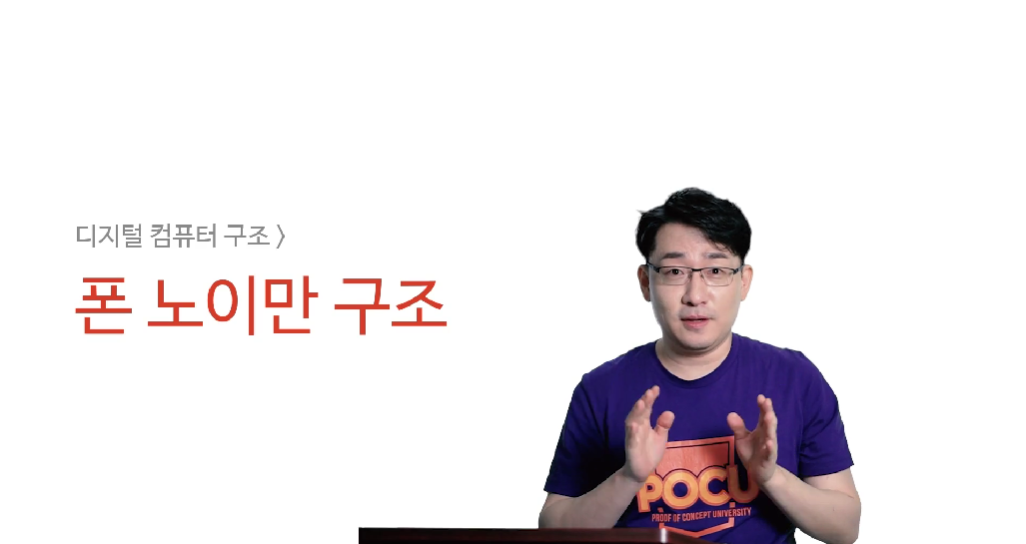 디지털 컴퓨터 구조 〉
폰 노이만 구조
POCU
PROOF OF CONCEPT UNIVERSITY